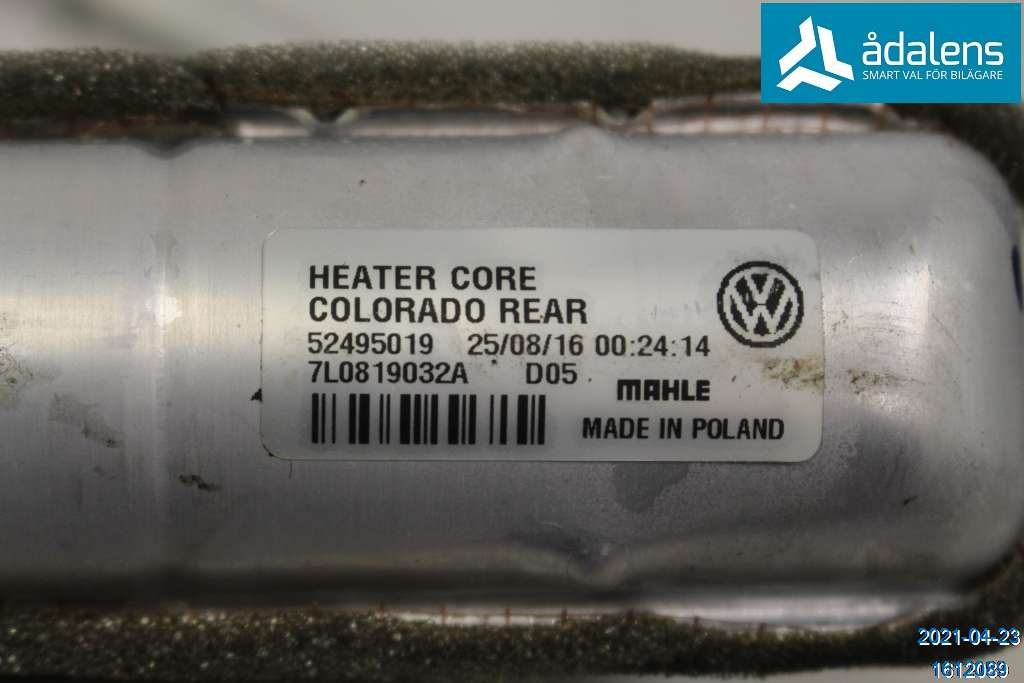 ådalens
SMART VAL FÖR BILÄGARE
HEATER CORE
COLORADO REAR
52495019 25/08/16 00:24:14
7L0819032A D05
MAHLE
MADE IN POLAND
2021-04-23
1612089